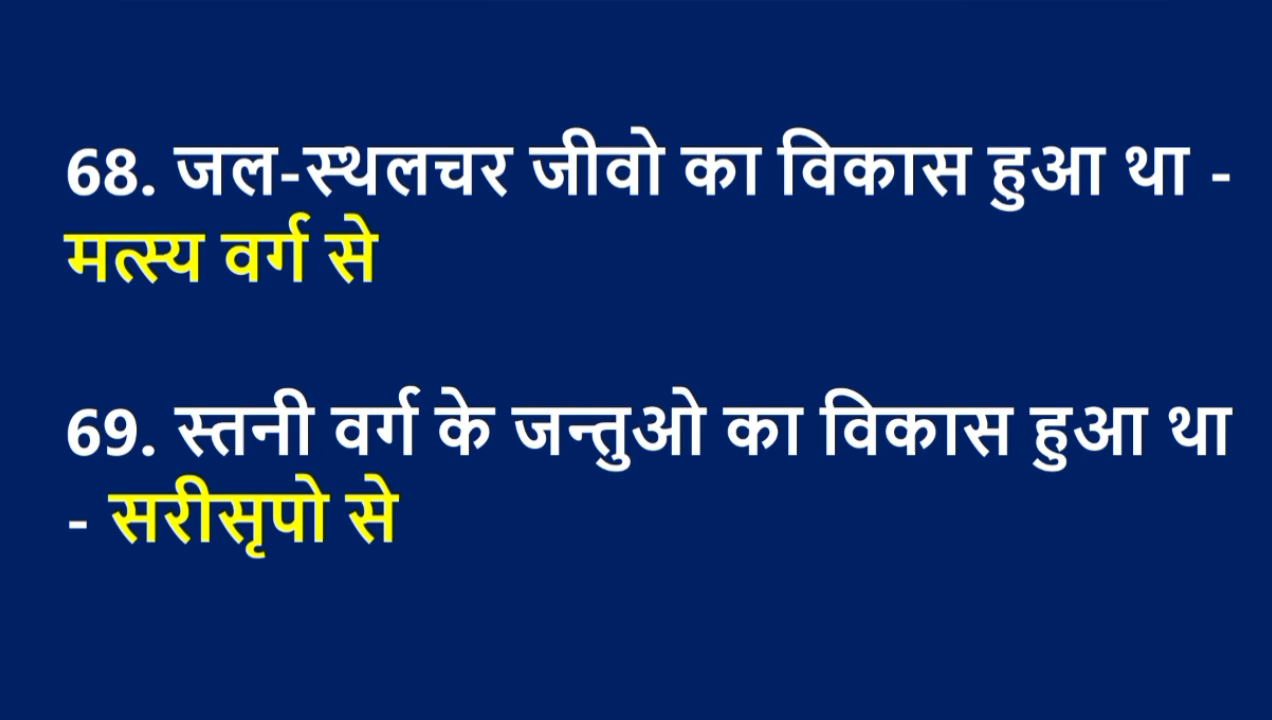 68. जल-स्थलचर जीवो का विकास हुआ था -
मत्स्य वर्ग से
69. स्तनी वर्ग के जन्तुओ का विकास हुआ था
- सरीसृपो से